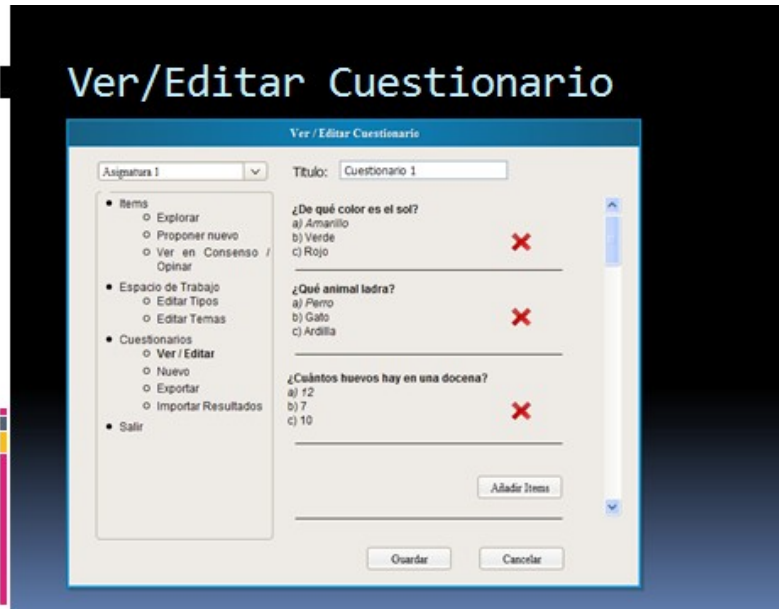 Ver/Editar Cuestionario
Ver / Editar Cuestionario
Asignatura 1
Título:
Cuestionario 1
Items
Explorar
Proponer nuevo
Ver en Consenso /
Opinar
Espacio de Trabajo
Editar Tipos
Editar Temas
Cuestionarios
Ver / Editar
Nuevo
Exportar
Importar Resultados
Salir
¿De qué color es el sol?
a) Amarillo
b) Verde
c) Rojo
¿Qué animal ladra?
a) Perro
b) Gato
c) Ardilla
¿Cuántos huevos hay en una docena?
a) 12
b) 7
c) 10
Añadir Items
Guardar
Cancelar